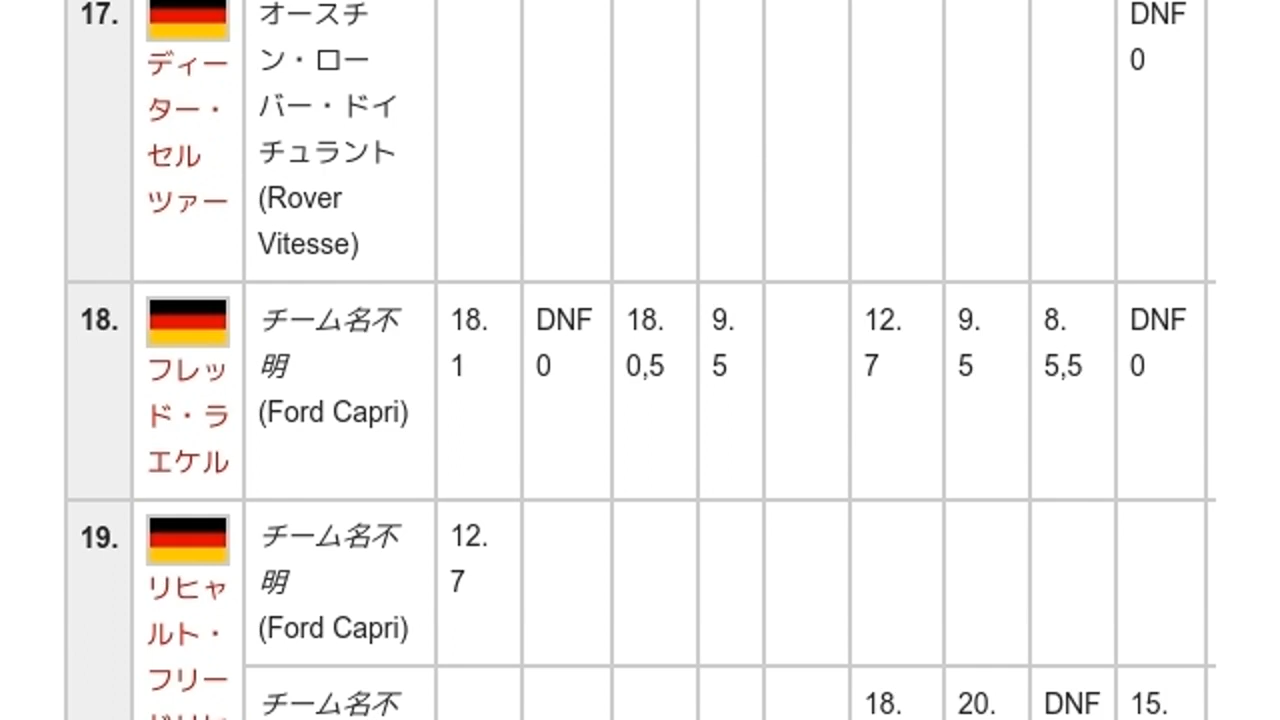 17.
ディー
ター・
セル
ツァー
オースチ
ン・ロー
バー・ドイ
チュラント
(Rover
Vitesse)
DNF
0
18.
フレッ
ド・ラ
エケル
チーム名不
明
(Ford Capri)
18.
1
DNF
0
18.
0,5
9.
5
12.
7
9.
5
8.
5,5
DNF
0
19.
リヒャ
ルト・
フリー
チーム名不
明
(Ford Capri)
12.
7
チーム名不
18.
20.
DNF
15.